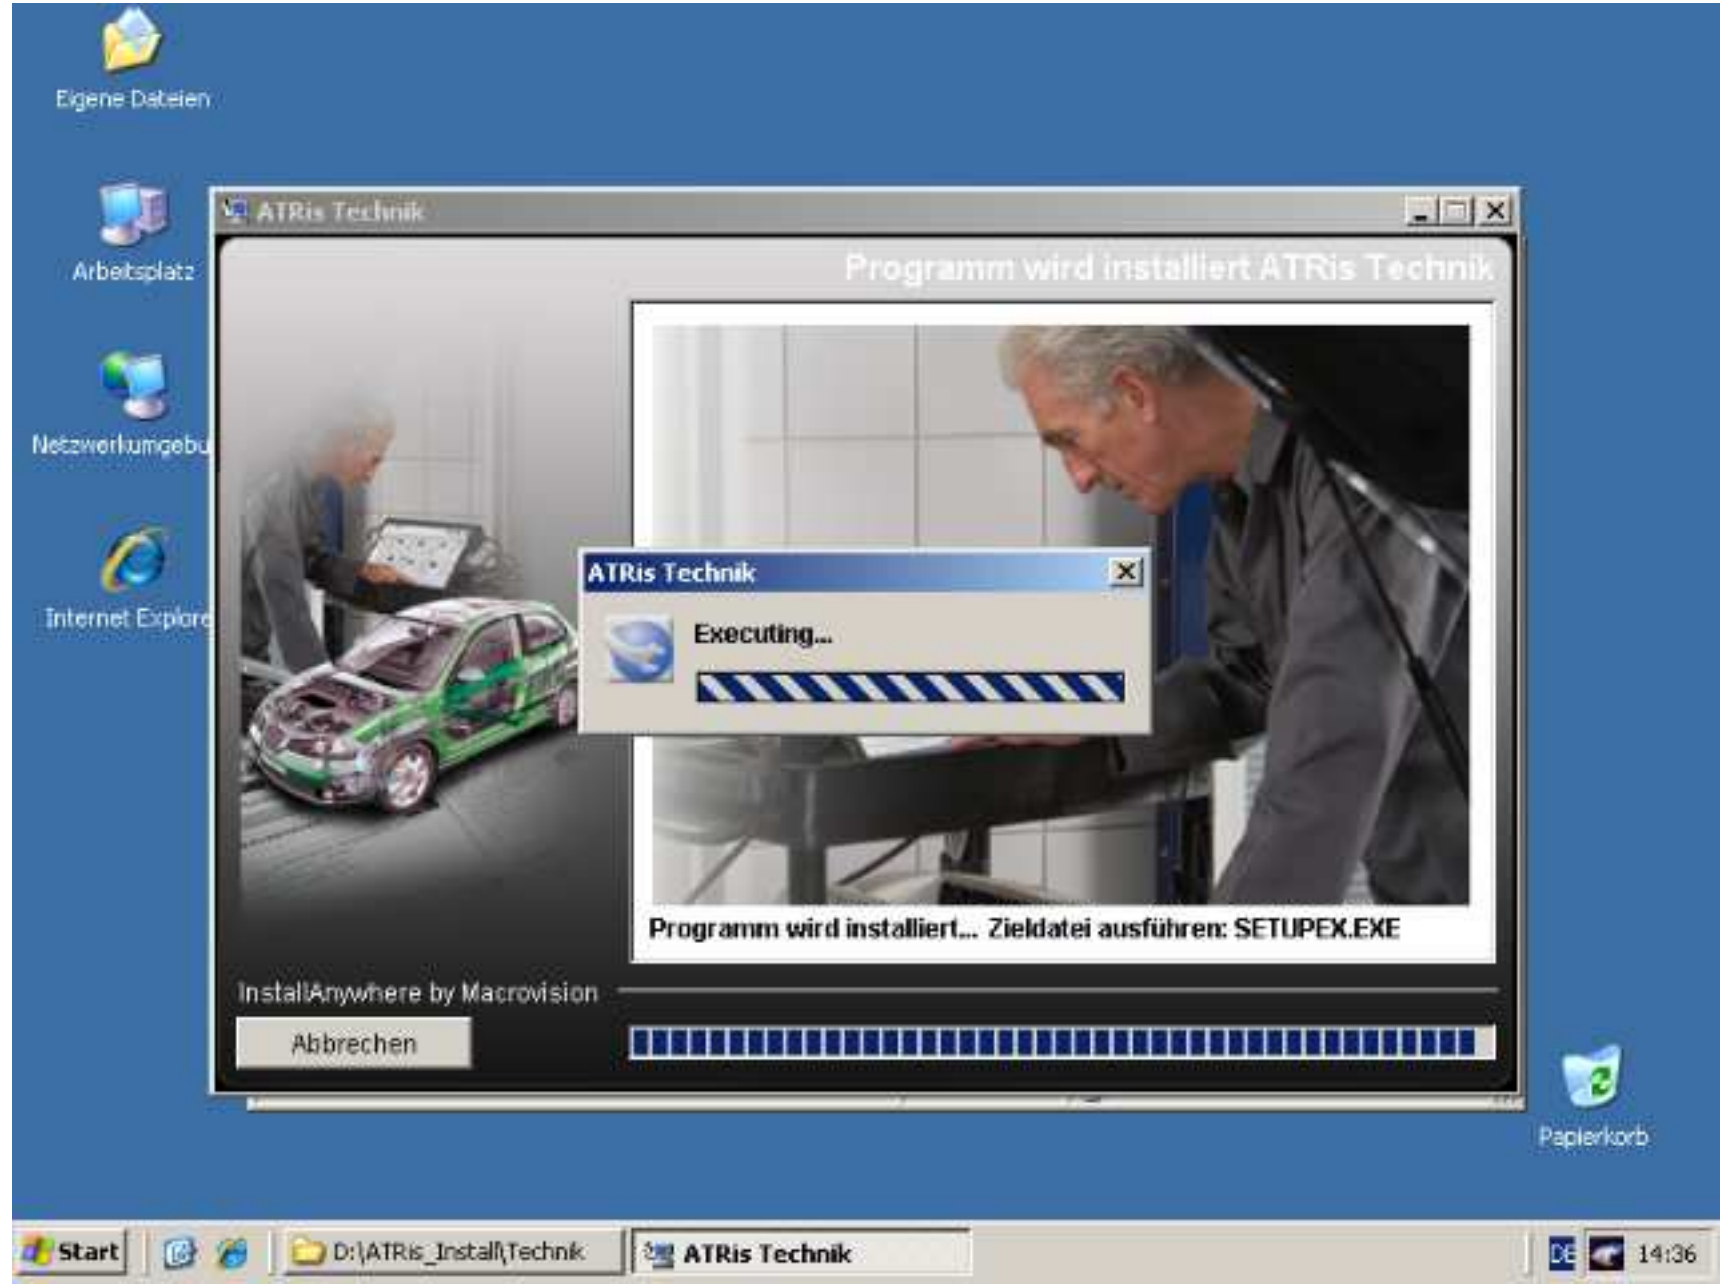 Eigene Dateien
Arbeitsplatz
Netzwerkumgebu
Internet Explore
ATRis Technik
Programm wird installiert ATRis Technik
ATRis Technik
Executing...
Programm wird installiert... Zieldatei ausführen: SETUPEX.EXE
InstallAnywhere by Macrovision
Abbrechen
Papierkorb
Start
D:\ATRis_Install\Technik
ATRis Technik
DE
14:36